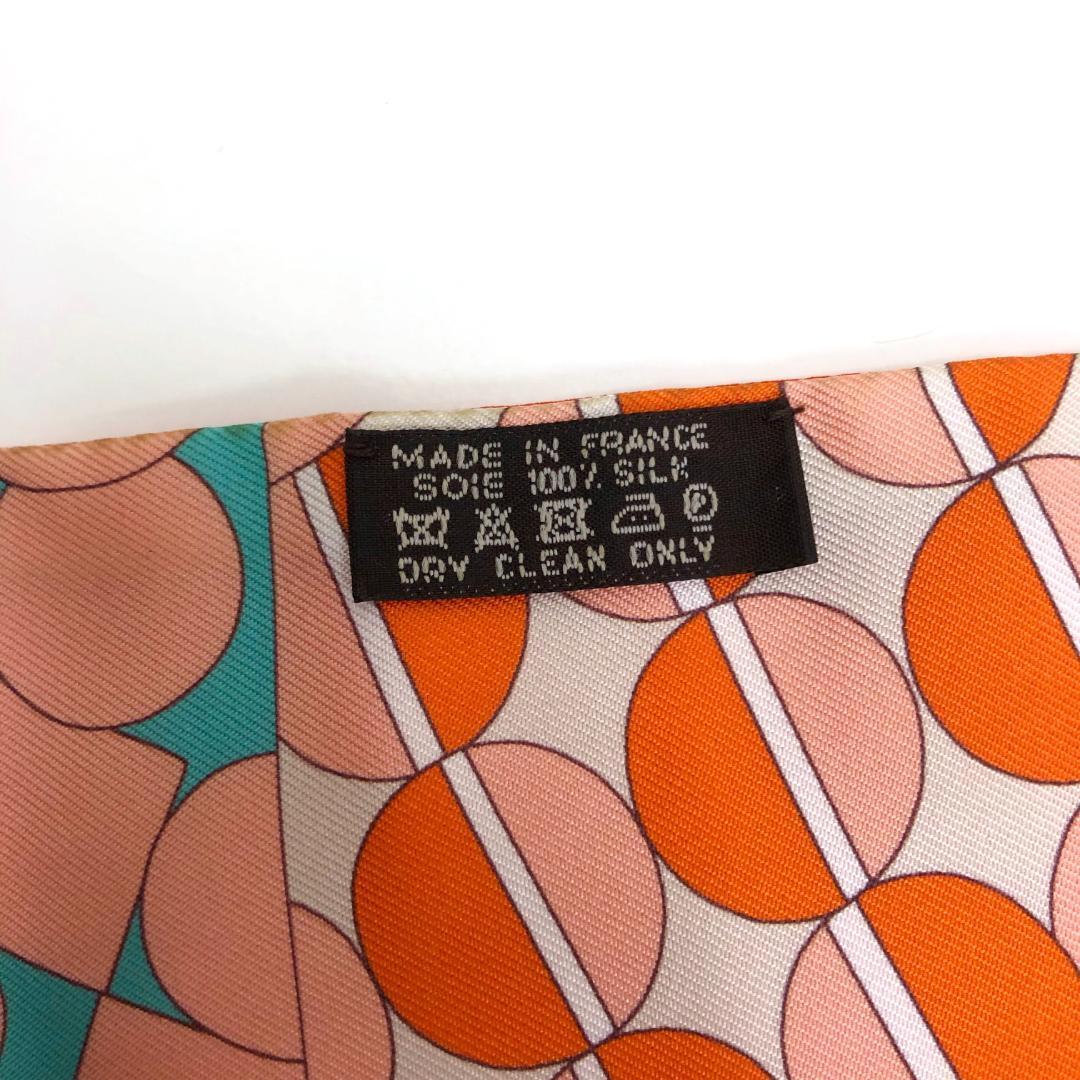 MADE IN FRANCE
SOIE 100% SILK
P
DRY CLEAN ONLY